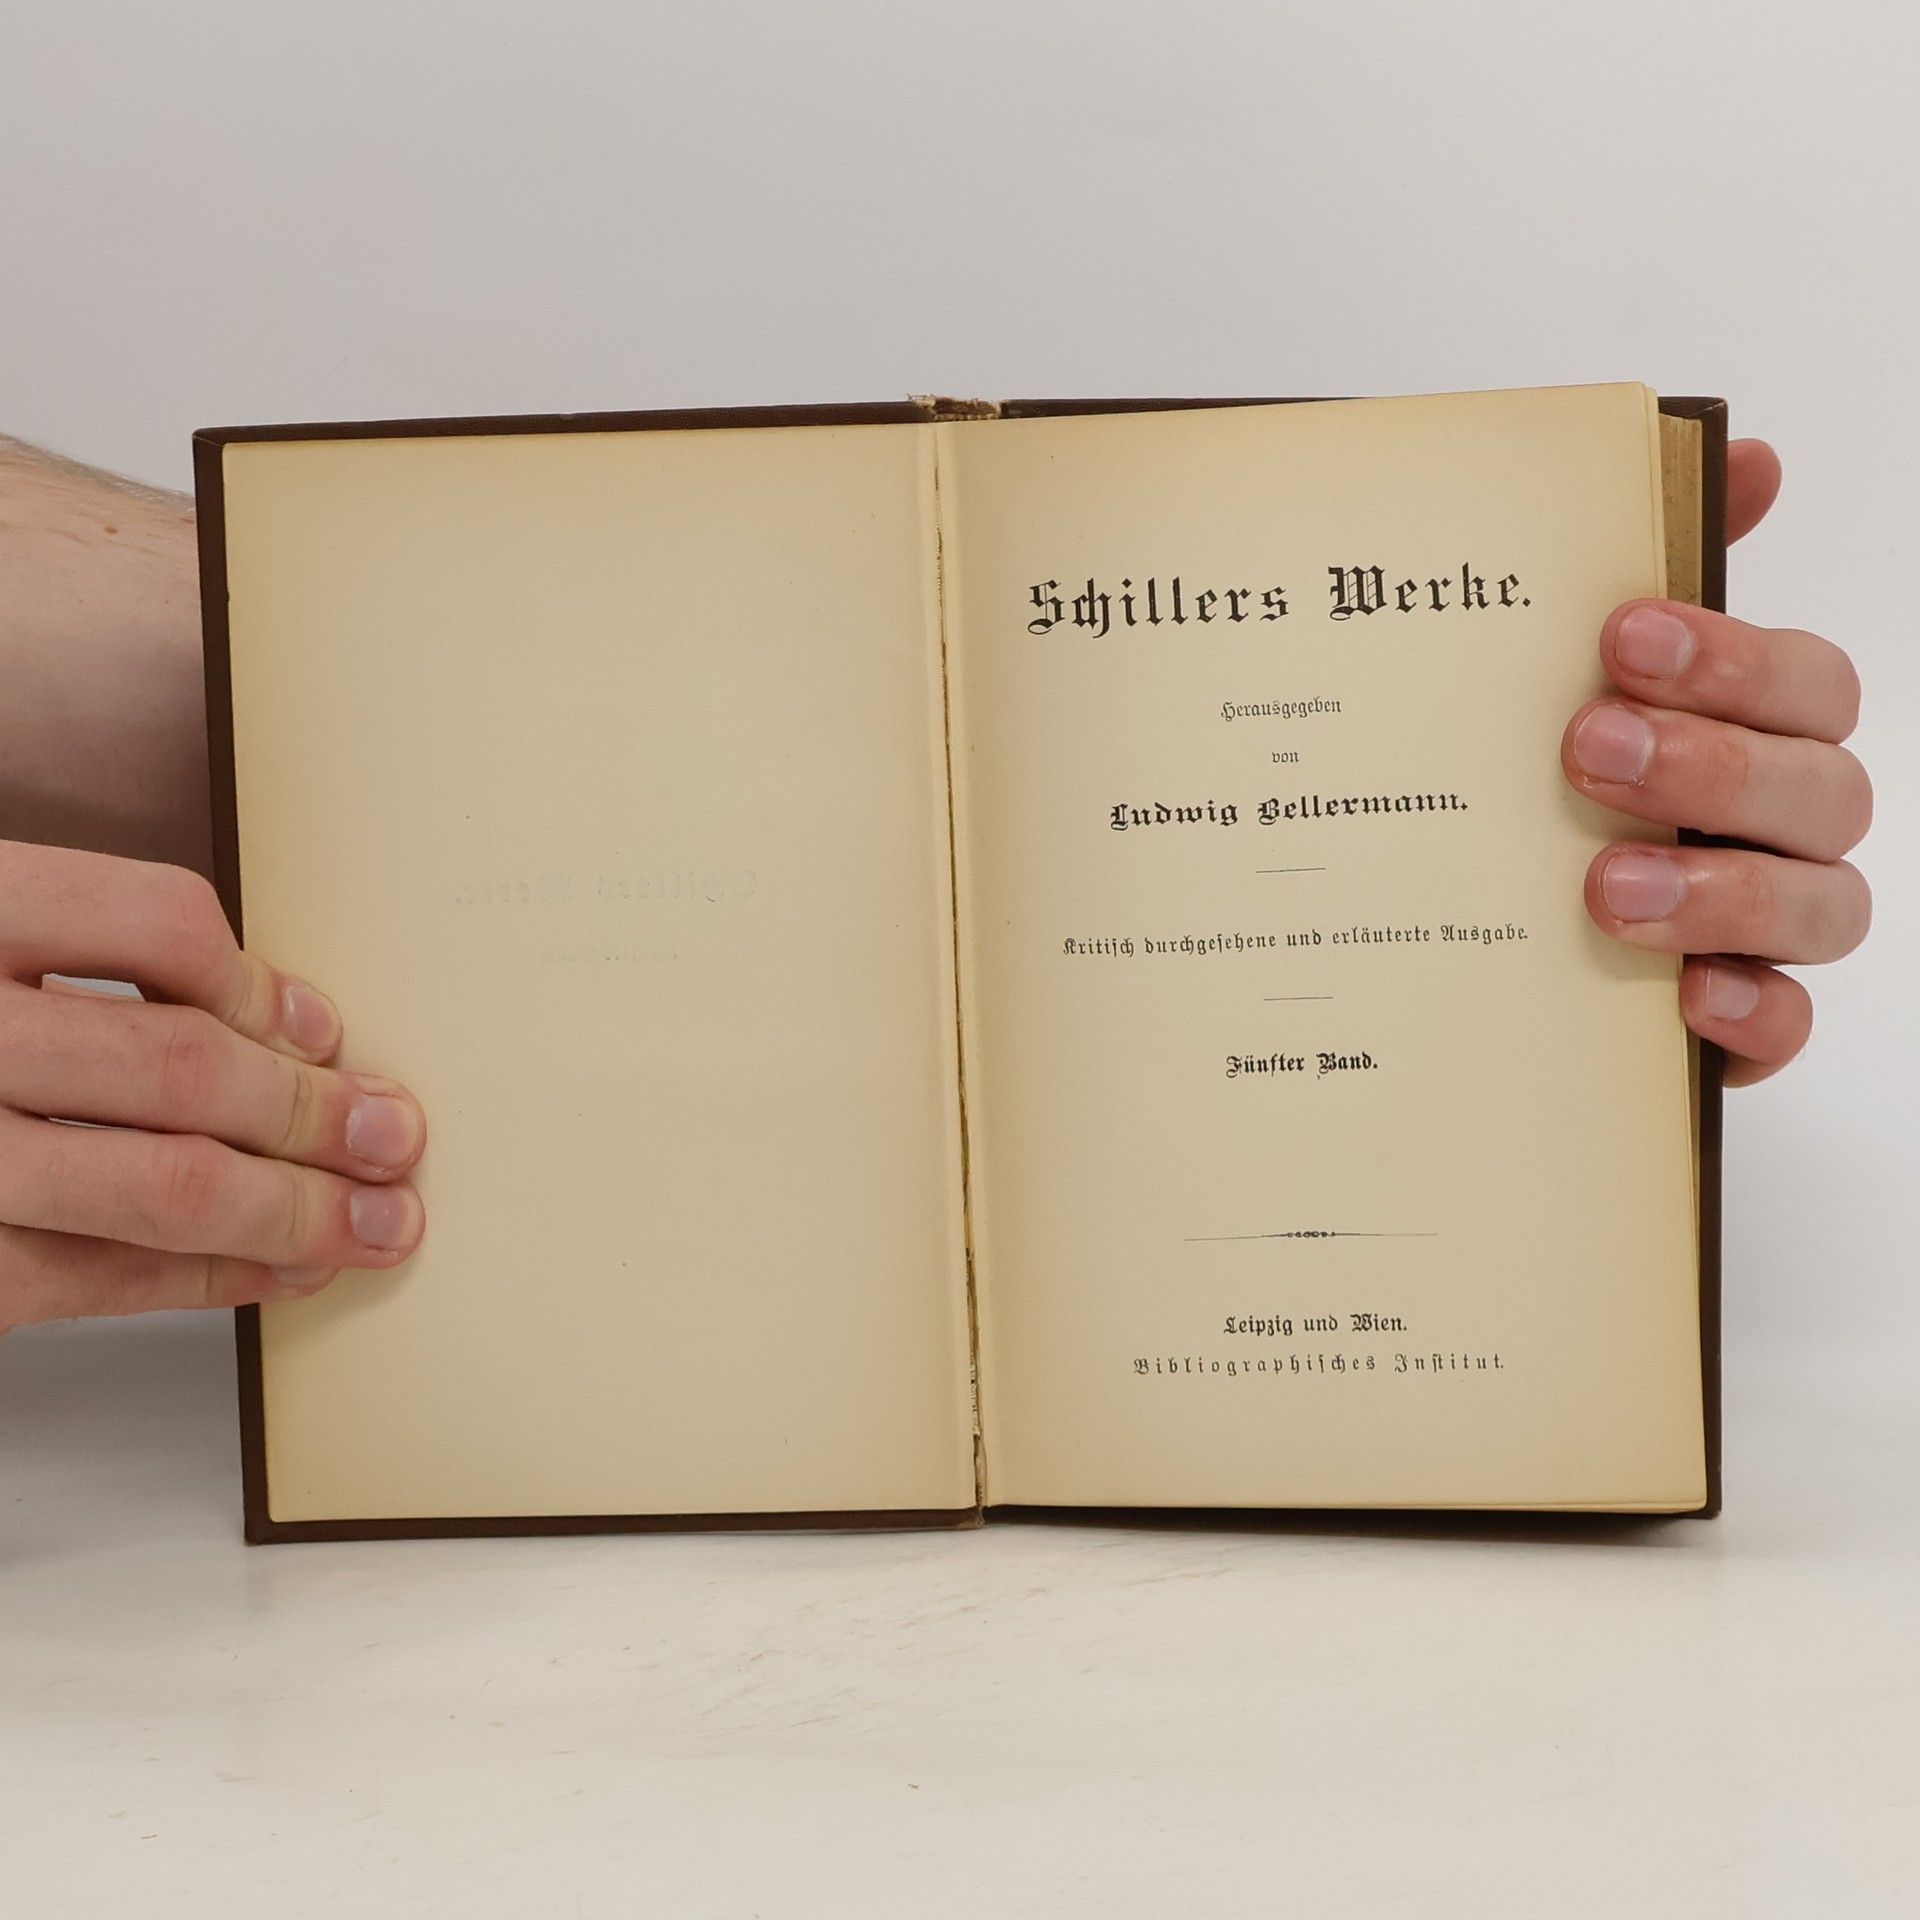 Schillers Werke.
Herausgegeben
von
Ludwig Bellermann.
Kritisch durchgesehene und erläuterte Ausgabe.
Fünfter Band.
Leipzig und Wien.
Bibliographisches Institut.